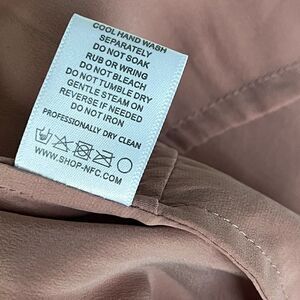 COOL HAND WASH
SEPARATELY
DO NOT SOAK
RUB OR WRING
DO NOT BLEACH
DO NOT TUMBLE DRY
GENTLE STEAM ON
REVERSE IF NEEDED
DO NOT IRON
PROFESSIONALLY DRY CLEAN
WWW.SHOP-NFC.COM